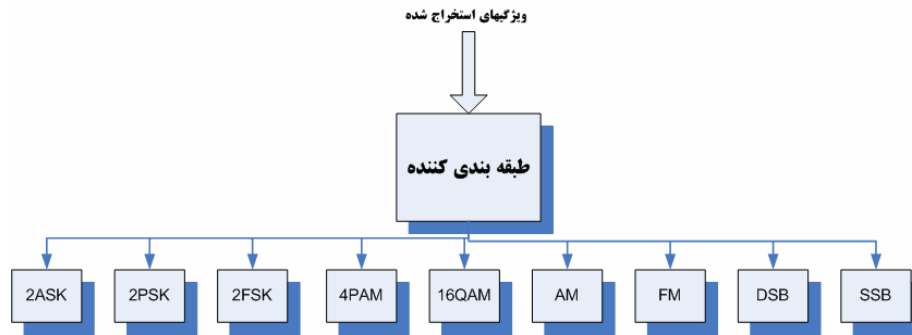 ویژگیهای استخراج شده
طبقه بندی کننده
2ASK
2PSK
2FSK
4PAM
16QAM
AM
FM
DSB
SSB